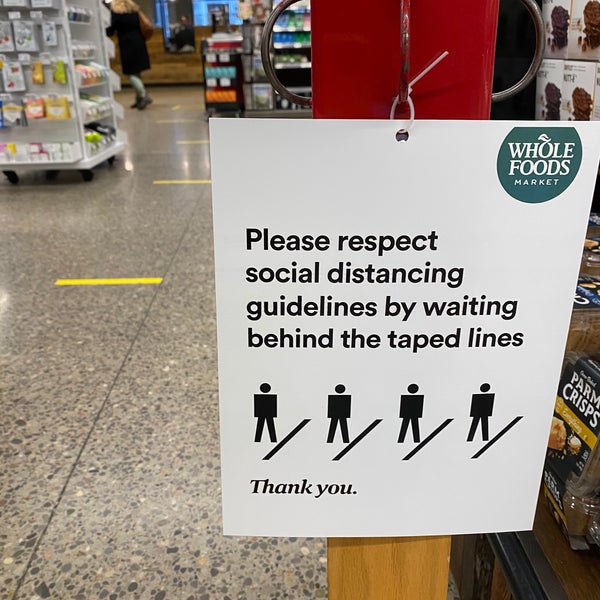 WHOLE
FOODS
MARKET
Please respect
social distancing
guidelines by waiting
behind the taped lines
Thank you.
PARM
CRISPS